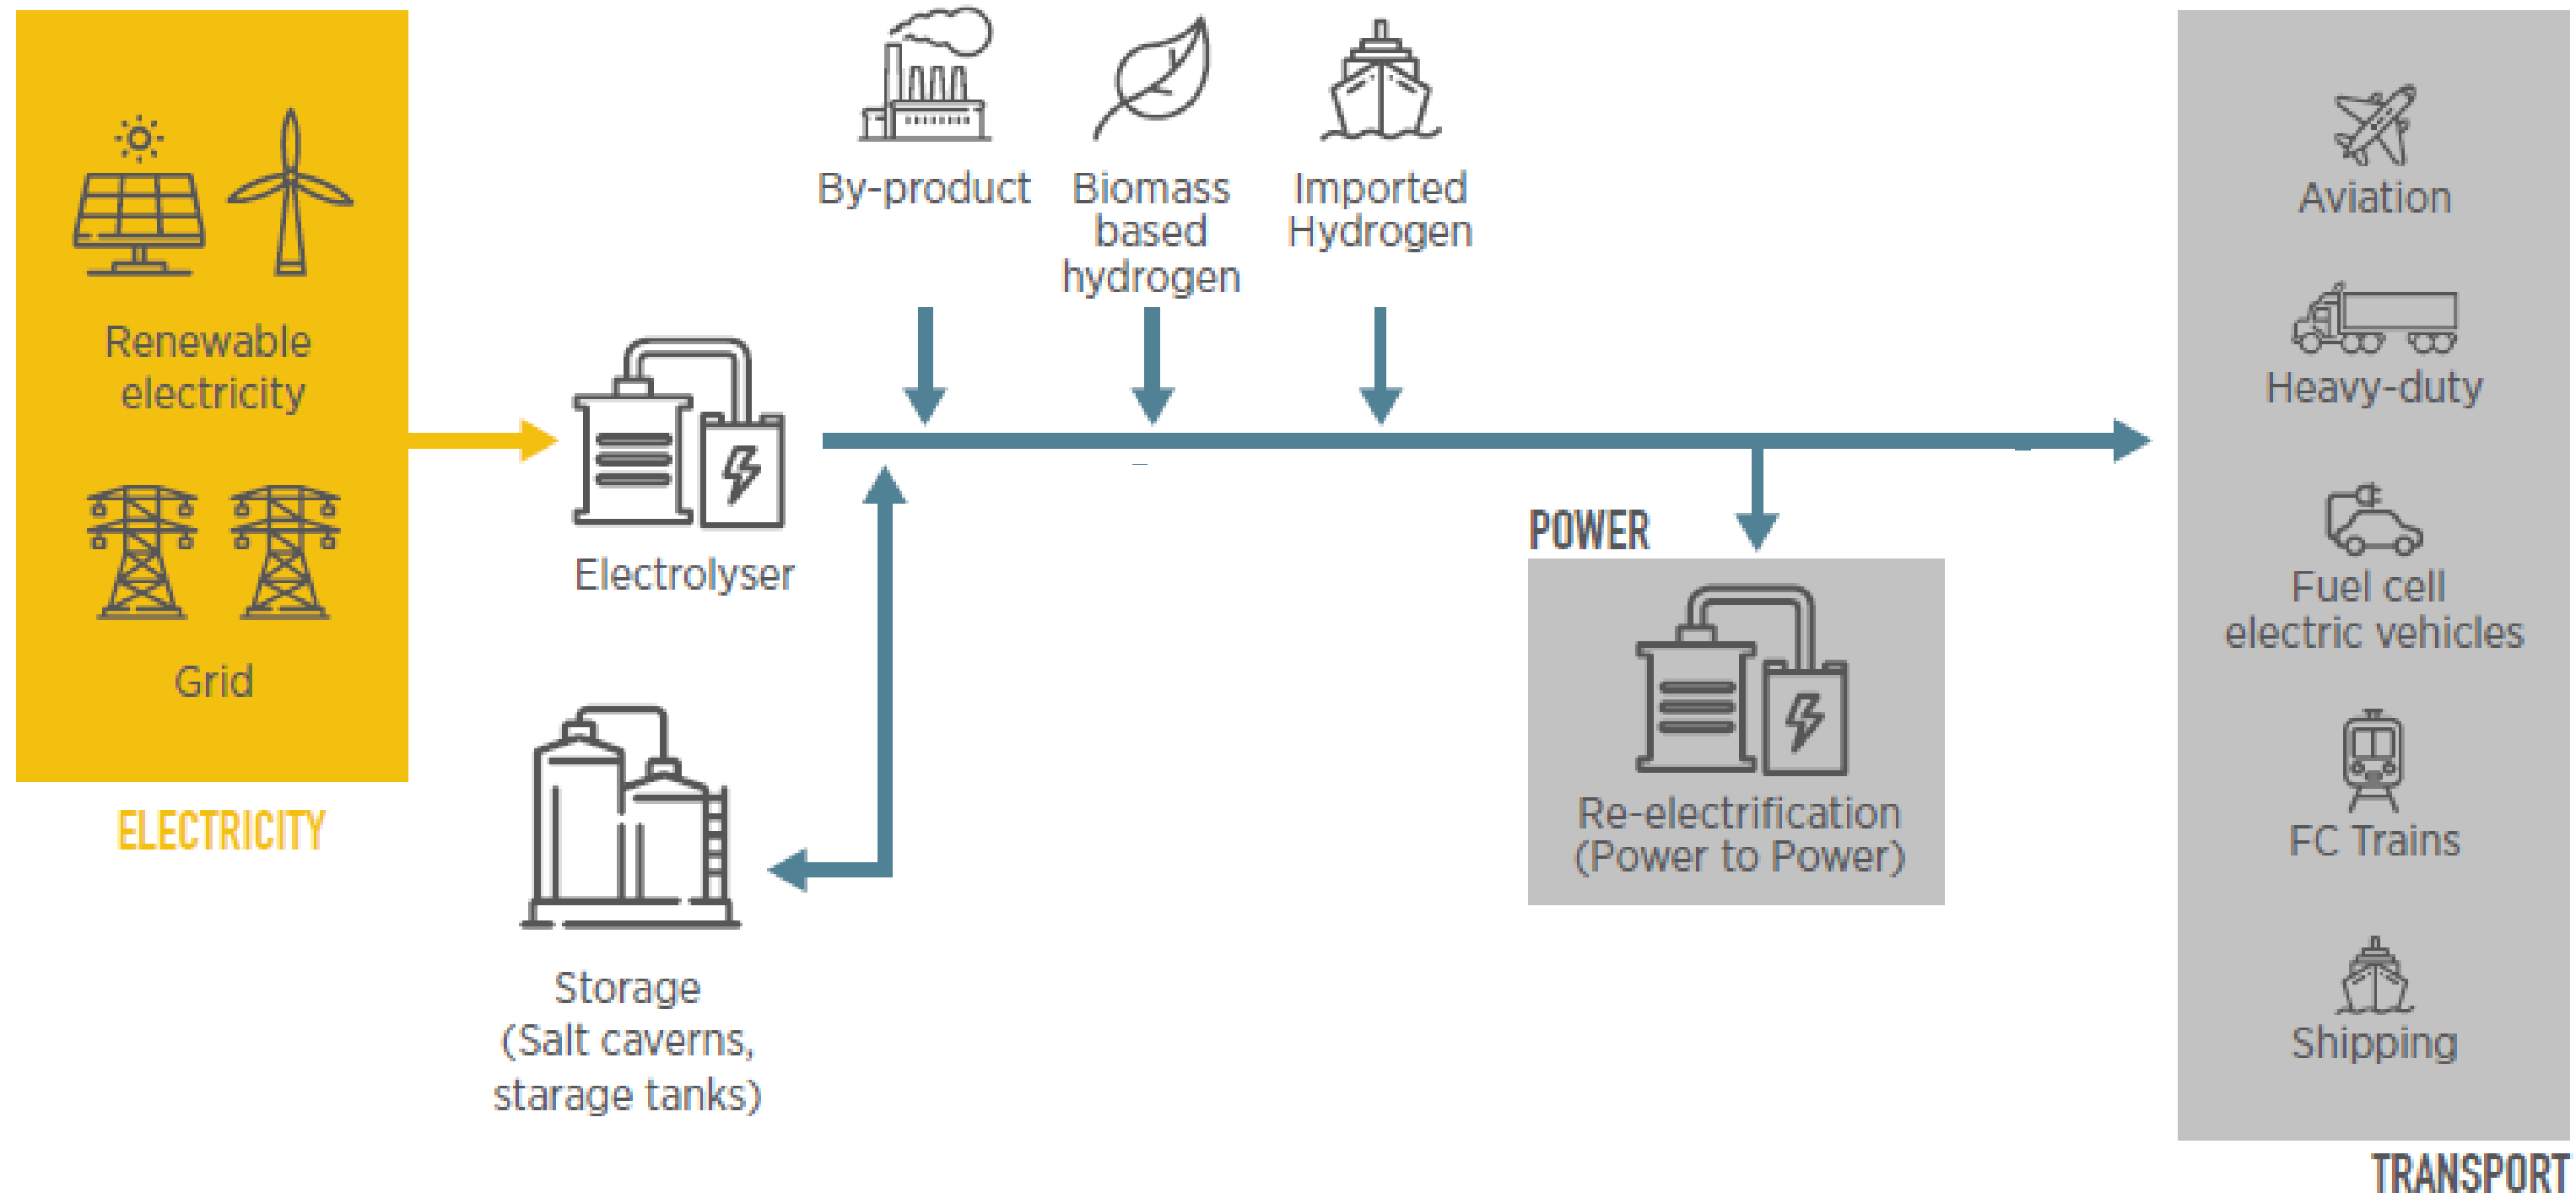 Renewable
electricity
Grid
ELECTRICITY
Electrolyser
Storage
(Salt caverns,
starage tanks)
By-product
Biomass
based
hydrogen
Imported
Hydrogen
POWER
Re-electrification
(Power to Power)
Aviation
Heavy-duty
Fuel cell
electric vehicles
FC Trains
Shipping
TRANSPORT